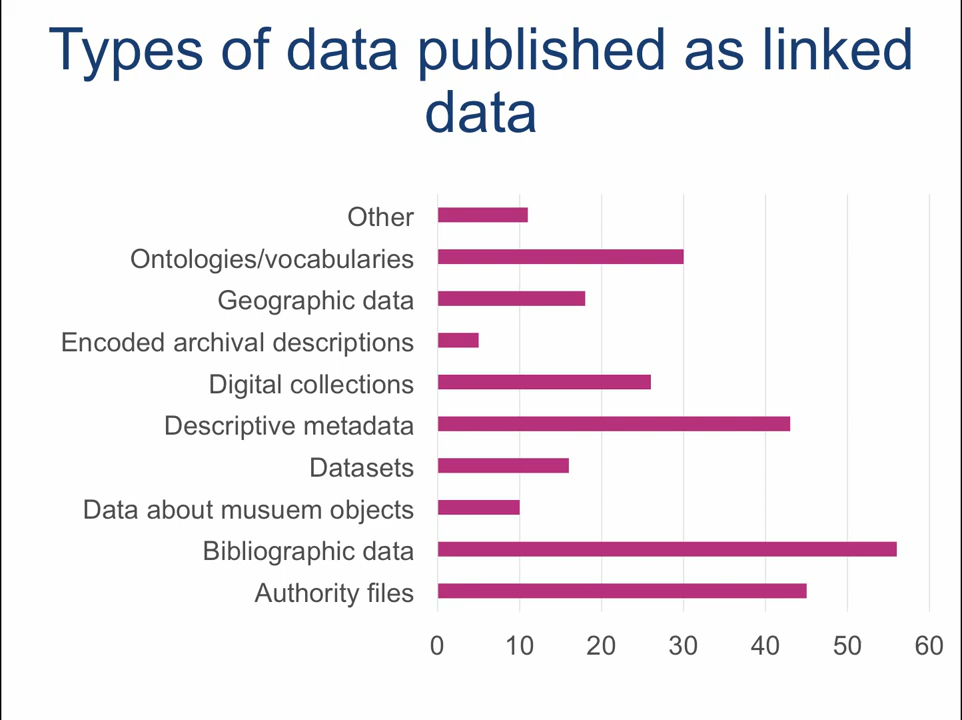 Types of data published as linked
data
Other
Ontologies/vocabularies
Geographic data
Encoded archival descriptions
Digital collections
Descriptive metadata
Datasets
Data about musuem objects
Bibliographic data
Authority files
0 10 20 30 40 50 60